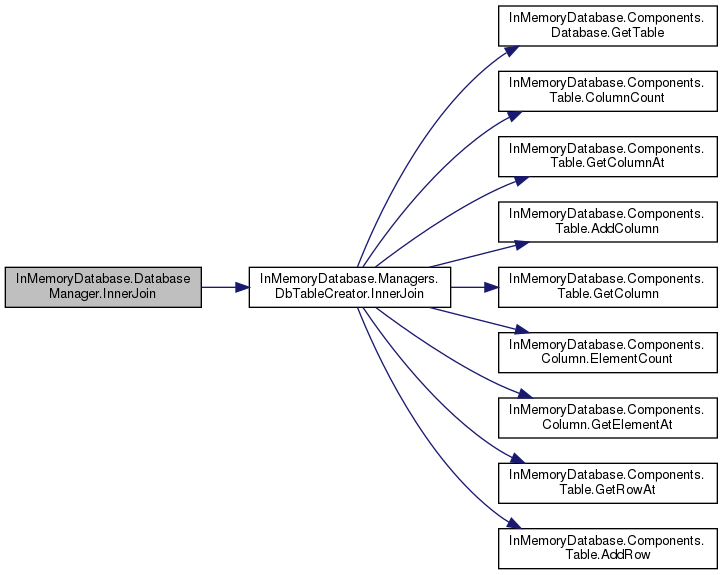 InMemoryDatabase.Database
Manager.InnerJoin
InMemoryDatabase.Managers.
DbTableCreator.InnerJoin
InMemoryDatabase.Components.
Database.GetTable
InMemoryDatabase.Components.
Table.ColumnCount
InMemoryDatabase.Components.
Table.GetColumnAt
InMemoryDatabase.Components.
Table.AddColumn
InMemoryDatabase.Components.
Table.GetColumn
InMemoryDatabase.Components.
Column.ElementCount
InMemoryDatabase.Components.
Column.GetElementAt
InMemoryDatabase.Components.
Table.GetRowAt
InMemoryDatabase.Components.
Table.AddRow